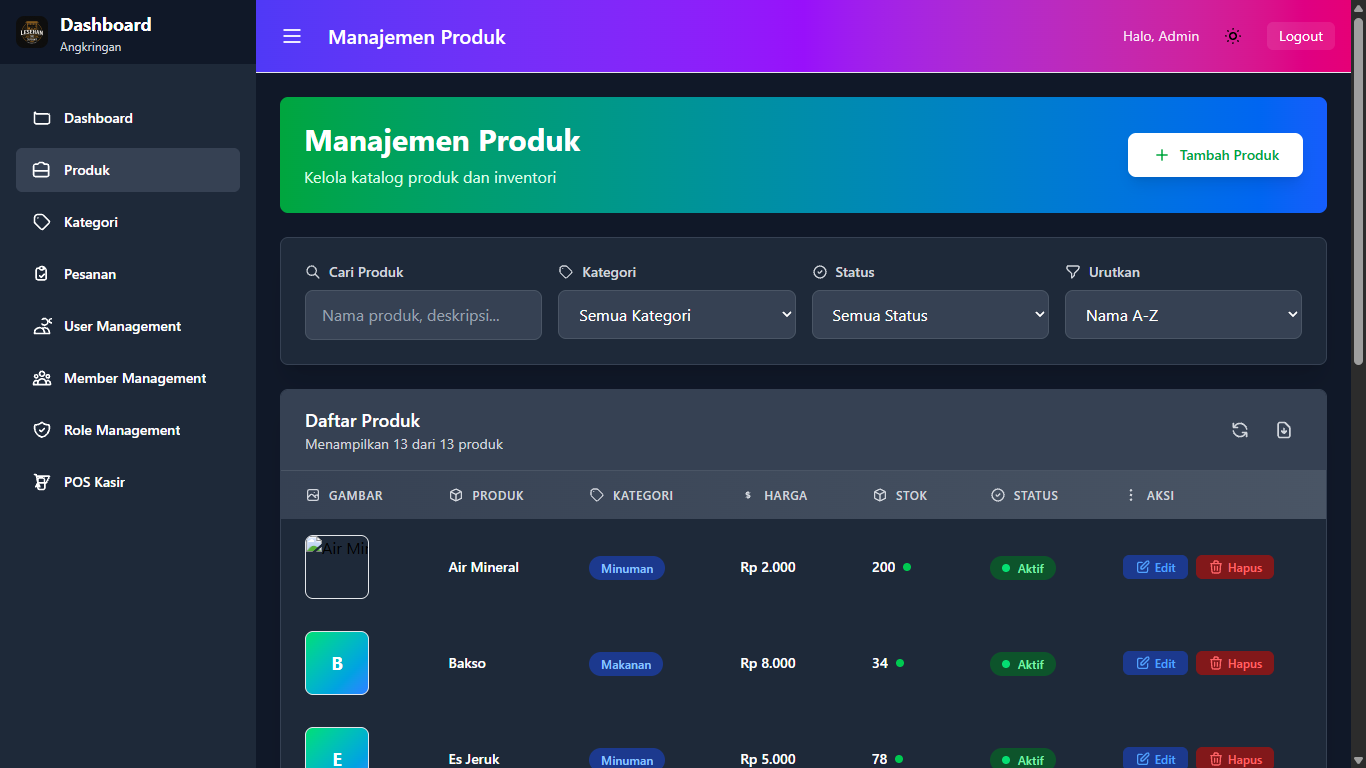 LESEHAN
Dashboard
Angkringan
Manajemen Produk
Halo, Admin
Logout
Dashboard
Produk
Kategori
Pesanan
User Management
Member Management
Role Management
POS Kasir
Manajemen Produk
Kelola katalog produk dan inventori
Tambah Produk
Cari Produk
Kategori
Status
Urutkan
Nama produk, deskripsi...
Semua Kategori
Semua Status
Nama A-Z
Daftar Produk
Menampilkan 13 dari 13 produk
GAMBAR PRODUK KATEGORI $ HARGA STOK STATUS AKSI
Air Mi
Air Mineral Minuman Rp 2.000 200 Aktif Edit Hapus
B Bakso Makanan Rp 8.000 34 Aktif Edit Hapus
E Es Jeruk Minuman Rp 5.000 78 Aktif Edit Hapus